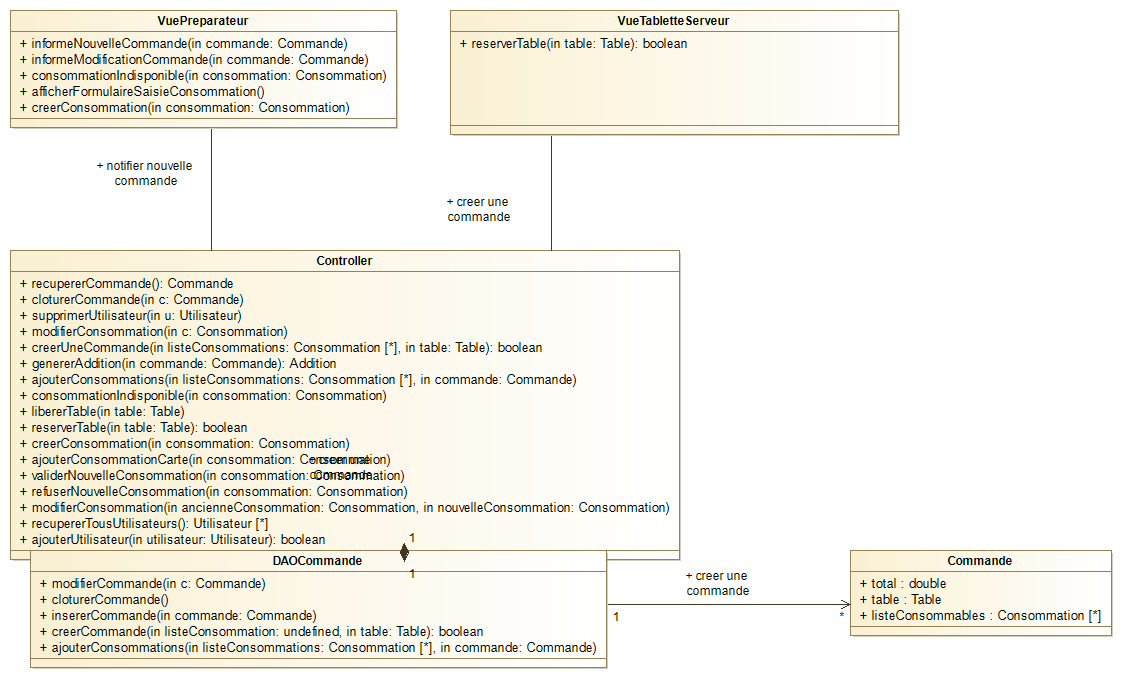 VuePreparateur
+ informeNouvelleCommande(in commande: Commande)
+ informeModificationCommande(in commande: Commande)
+ consommationIndisponible(in consommation: Consommation)
+ afficherFormulaireSaisieConsommation()
+ creerConsommation(in consommation: Consommation)
VueTabletteServeur
+ reserverTable(in table: Table): boolean
+ notifier nouvelle
commande
+ creer une
commande
Controller
+ recupererCommande(): Commande
+ cloturerCommande(in c: Commande)
+ supprimerUtilisateur(in u: Utilisateur)
+ modifierConsommation(in c: Consommation)
+ creerUneCommande(in listeConsommations: Consommation [*], in table: Table): boolean
+ genererAddition(in commande: Commande): Addition
+ ajouterConsommations(in listeConsommations: Consommation [*], in commande: Commande)
+ consommationIndisponible(in consommation: Consommation)
+ libererTable(in table: Table)
+ reserverTable(in table: Table): boolean
+ creerConsommation(in consommation: Consommation)
+ ajouterConsommationCarte(in consommation: Consommation)
+ validerNouvelleConsommation(in consommation: Consommation)
+ creer une
commande
+ refuserNouvelleConsommation(in consommation: Consommation)
+ modifierConsommation(in ancienneConsommation: Consommation, in nouvelleConsommation: Consommation)
+ recupererTousUtilisateurs(): Utilisateur [*]
+ ajouterUtilisateur(in utilisateur: Utilisateur): boolean
1
1
DAOCommande
+ modifierCommande(in c: Commande)
+ cloturerCommande()
+ insererCommande(in commande: Commande)
+ creerCommande(in listeConsommation: undefined, in table: Table): boolean
+ ajouterConsommations(in listeConsommations: Consommation [*], in commande: Commande)
+ creer une
commande
1
*
Commande
+ total : double
+ table : Table
+ listeConsommables : Consommation [*]